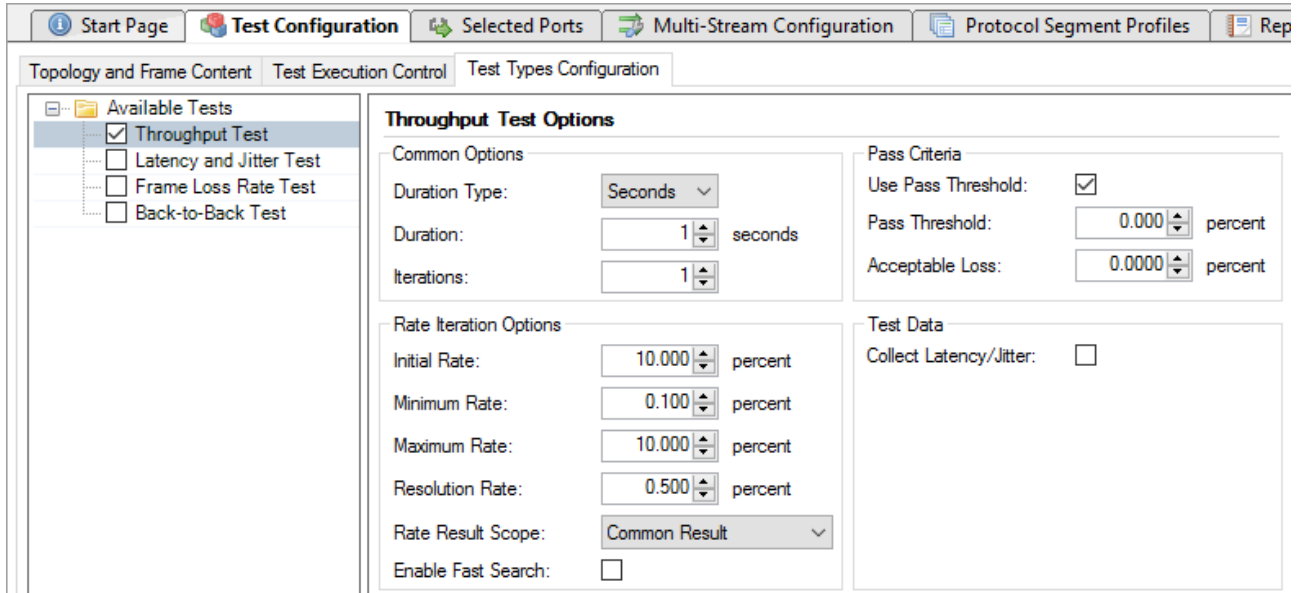 Start Page Test Configuration Selected Ports Multi-Stream Configuration Protocol Segment Profiles Rep
Topology and Frame Content Test Execution Control Test Types Configuration
Available Tests
Throughput Test
Latency and Jitter Test
Frame Loss Rate Test
Back-to-Back Test
Throughput Test Options
Common Options
Duration Type: Seconds
Duration: 1 seconds
Iterations: 1
Pass Criteria
Use Pass Threshold:
Pass Threshold: 0.000 percent
Acceptable Loss: 0.0000 percent
Rate Iteration Options
Initial Rate: 10.000 percent
Minimum Rate: 0.100 percent
Maximum Rate: 10.000 percent
Resolution Rate: 0.500 percent
Rate Result Scope: Common Result
Enable Fast Search:
Test Data
Collect Latency/Jitter: